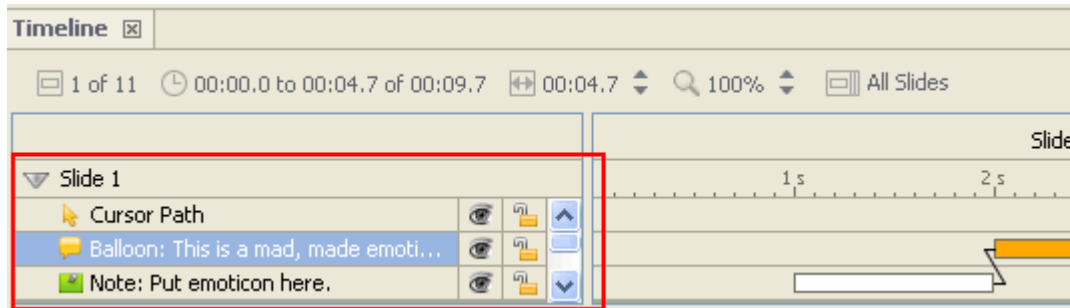 Timeline
1 of 11 00:00.0 to 00:04.7 of 00:09.7 00:04.7 100% All Slides
Slide
Slide 1
1 s 2 s
Cursor Path
Balloon: This is a mad, made emoti...
Note: Put emoticon here.